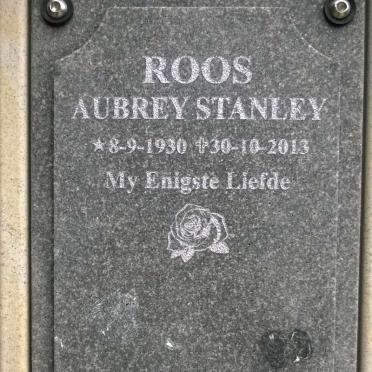 ROOS
AUBREY STANLEY
★8-9-1930 ✞30-10-2013
My Enigste Liefde